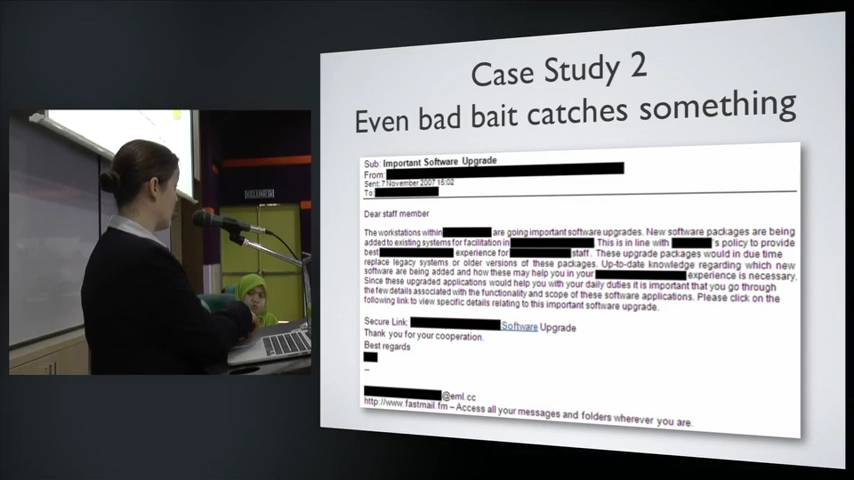 Case Study 2
Even bad bait catches something
Sub: Important Software Upgrade
From:
Sent: 7 November 2007 15:02
To:
Dear staff member
The workstations within are going important software upgrades. New software packages are being
added to existing systems for facilitation in This is in line with 's policy to provide
best experience for staff. These upgrade packages would in due time
replace legacy systems or older versions of these packages. Up-to-date knowledge regarding which new
software are being added and how these may help you in your experience is necessary.
Since these upgraded applications would help you with your daily duties it is important that you go through
the few details associated with the functionality and scope of these software applications. Please click on the
following link to view specific details relating to this important software upgrade.
Secure Link: Software Upgrade
Thank you for your cooperation.
Best regards
--
@eml.cc
http://www.fastmail.fm – Access all your messages and folders wherever you are.